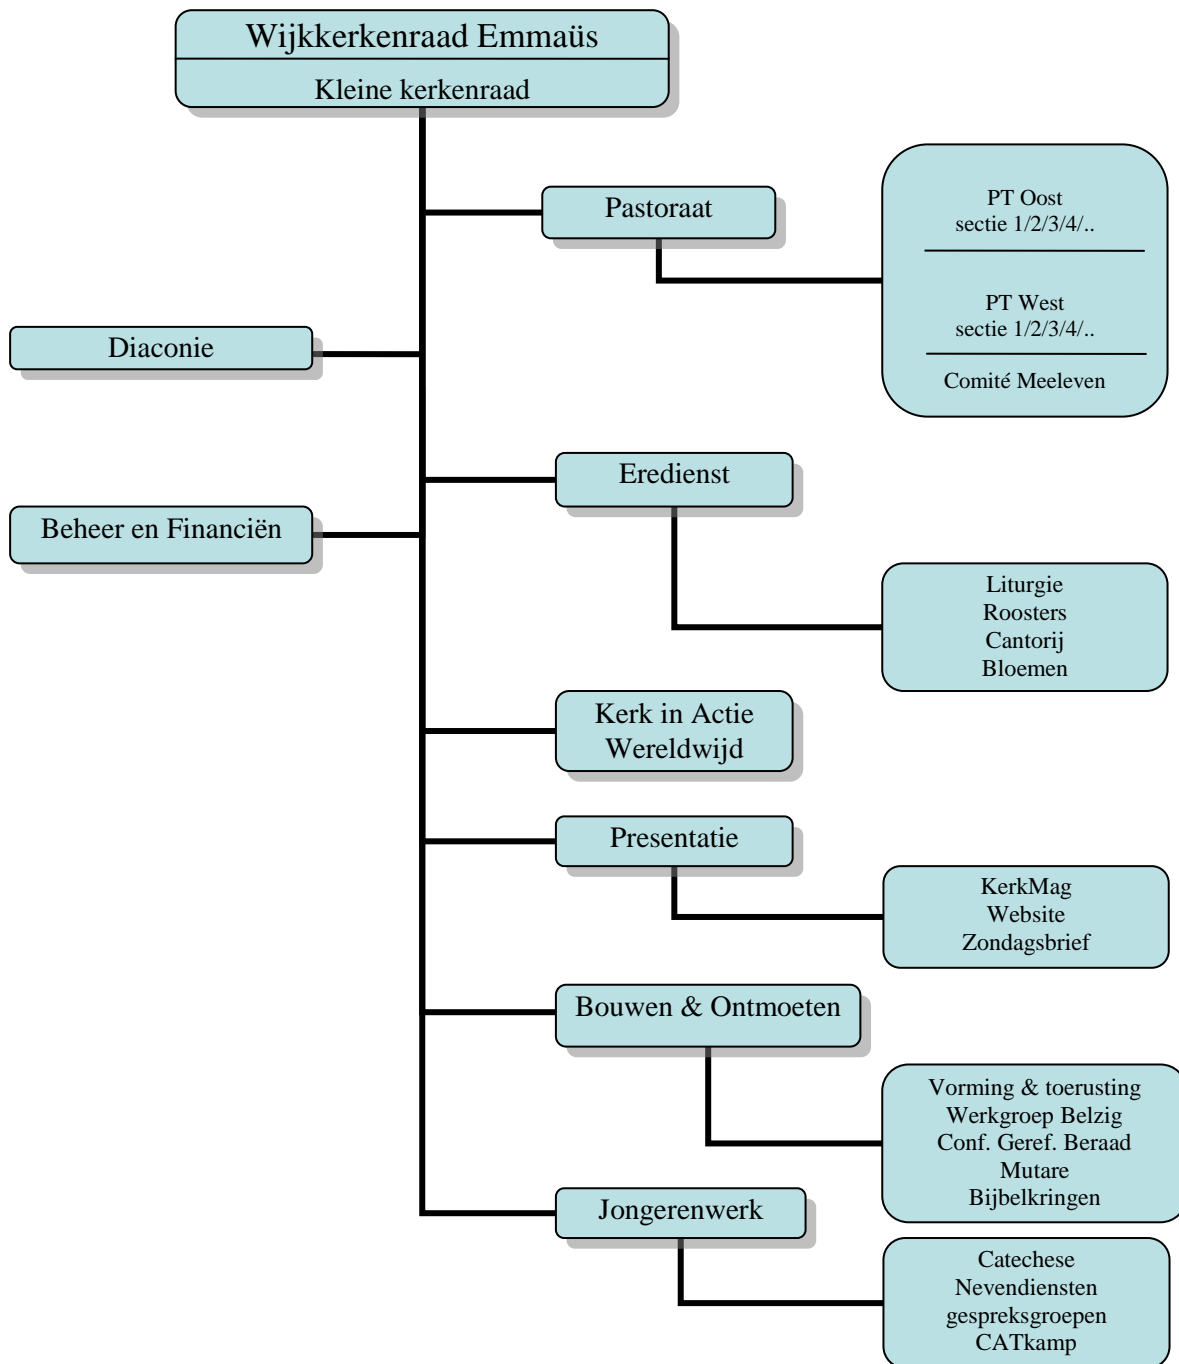 Wijkkerkenraad Emmaüs
Kleine kerkenraad
Pastoraat
PT Oost
sectie 1/2/3/4/..
PT West
sectie 1/2/3/4/..
Comité Meeleven
Diaconie
Eredienst
Beheer en Financiën
Liturgie
Roosters
Cantorij
Bloemen
Kerk in Actie
Wereldwijd
Presentatie
KerkMag
Website
Zondagsbrief
Bouwen & Ontmoeten
Vorming & toerusting
Werkgroep Belzig
Conf. Geref. Beraad
Mutare
Bijbelkringen
Jongerenwerk
Catechese
Nevendiensten
gespreksgroepen
CATkamp